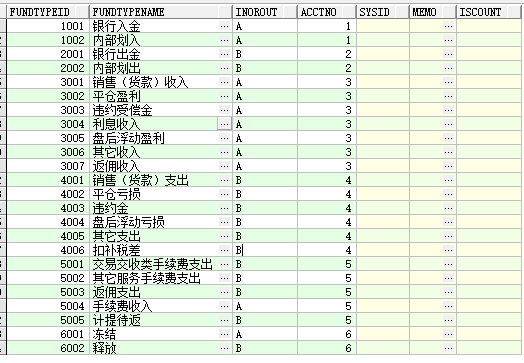 FUNDTYPEID FUNDTYPENAME INOROUT ACCTNO SYSID MEMO ISCOUNT
1001 银行入金 … A 1 …
1002 内部划入 … A 1 …
2001 银行出金 … B 2 …
2002 内部划出 … B 2 …
3001 销售（货款）收入 … A 3 …
3002 平仓盈利 … A 3 …
3003 违约受偿金 … A 3 …
3004 利息收入 … A 3 …
3005 盘后浮动盈利 … A 3 …
3006 其它收入 … A 3 …
3007 返佣收入 … A 3 …
4001 销售（货款）支出 … B 4 …
4002 平仓亏损 … B 4 …
4003 违约金 … B 4 …
4004 盘后浮动亏损 … B 4 …
4005 其它支出 … B 4 …
4006 扣补税差 … B 4 …
5001 交易交收类手续费支出 … B 5 …
5002 其它服务手续费支出 … B 5 …
5003 返佣支出 … B 5 …
5004 手续费收入 … A 5 …
5005 计提待返 … B 5 …
6001 冻结 … A 6 …
6002 释放 … B 6 …